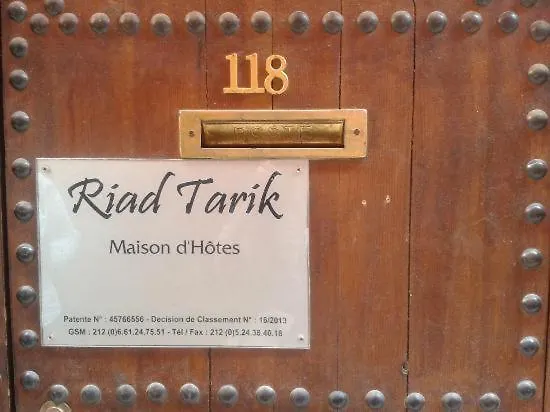 118
POSTE
Riad Tarik
Maison d'Hôtes
Patente N° : 45766556 - Decision de Classement N° : 16/2013
GSM : 212 (0)6.61.24.75.51 - Tél / Fax : 212 (0)5.24.38.40.18